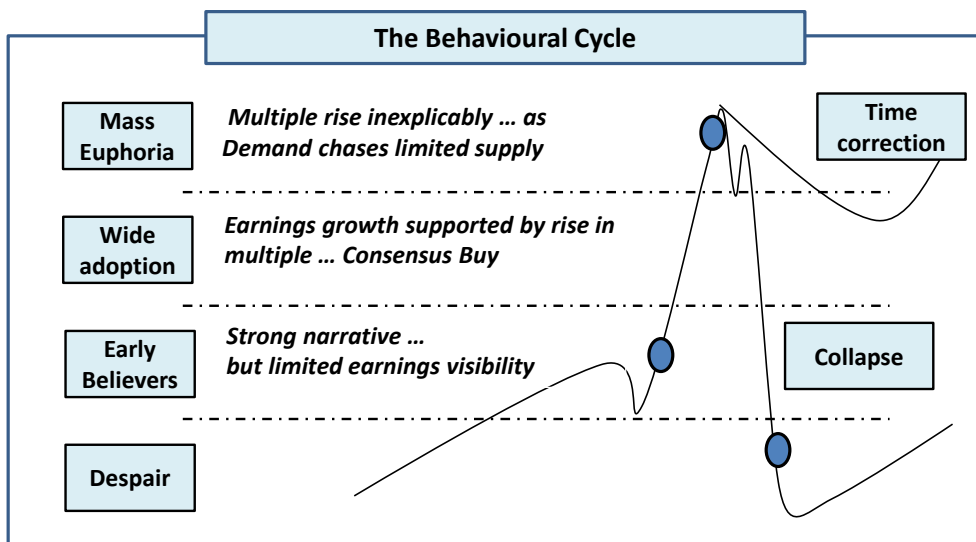 The Behavioural Cycle
Mass
Euphoria
Multiple rise inexplicably … as
Demand chases limited supply
Time
correction
Wide
adoption
Earnings growth supported by rise in
multiple … Consensus Buy
Early
Believers
Strong narrative …
but limited earnings visibility
Collapse
Despair